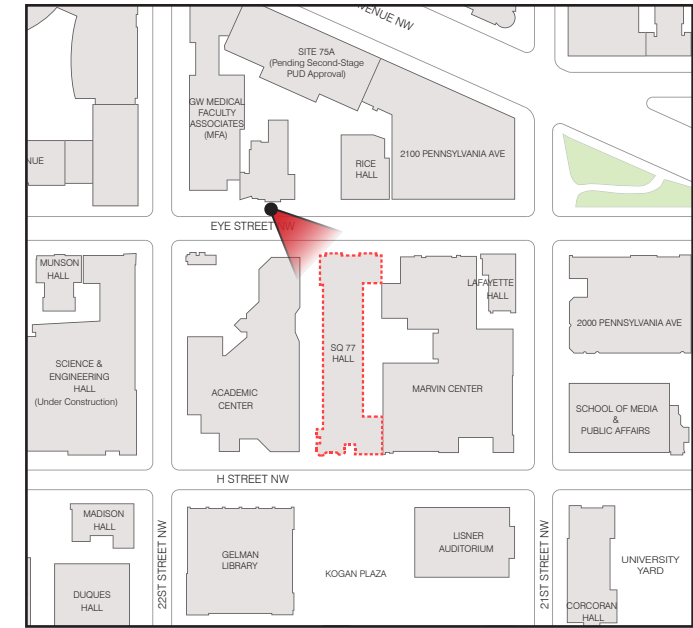 VENUE NW
SITE 75A
(Pending Second-Stage
PUD Approval)
GW MEDICAL
FACULTY
ASSOCIATES
(MFA)
2100 PENNSYLVANIA AVE
RICE
HALL
NUE
EYE STREET NW
MUNSON
HALL
LAFAYETTE
HALL
2000 PENNSYLVANIA AVE
SQ 77
HALL
SCIENCE &
ENGINEERING
HALL
(Under Construction)
ACADEMIC
CENTER
MARVIN CENTER
SCHOOL OF MEDIA
&
PUBLIC AFFAIRS
H STREET NW
MADISON
HALL
22ST STREET NW
GELMAN
LIBRARY
KOGAN PLAZA
LISNER
AUDITORIUM
21ST STREET NW
UNIVERSITY
YARD
DUQUES
HALL
CORCORAN
HALL